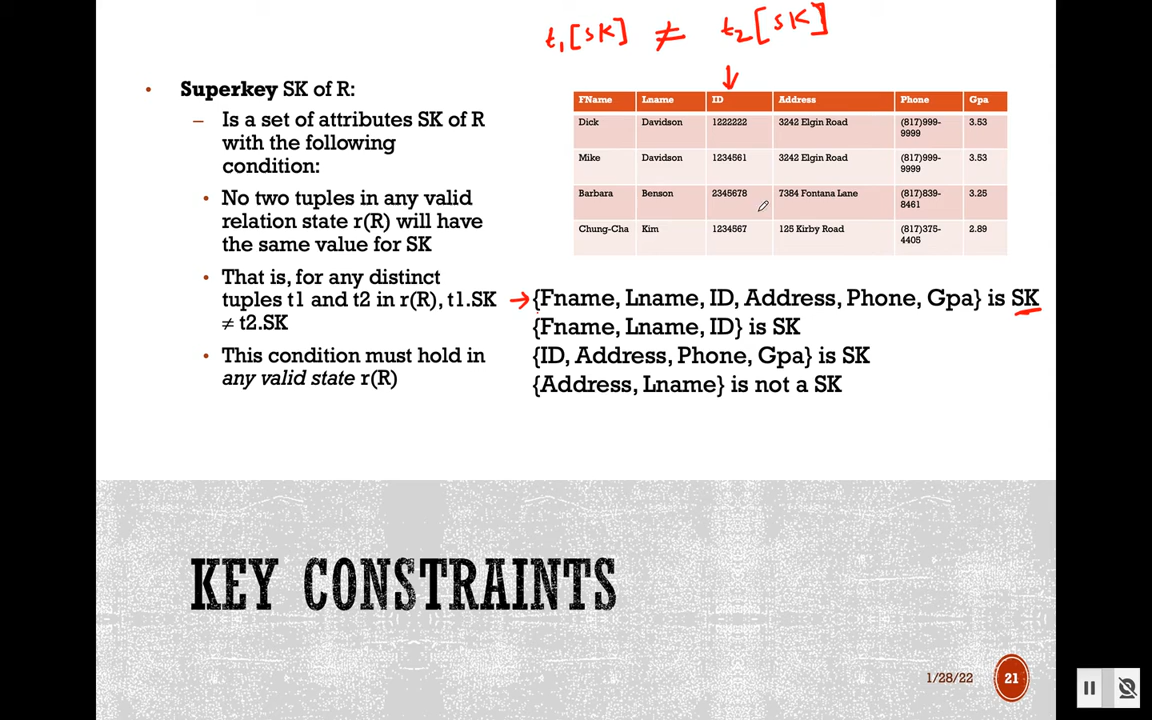 t₁[SK] ≠ t₂[SK]
• Superkey SK of R:
– Is a set of attributes SK of R
with the following
condition:
• No two tuples in any valid
relation state r(R) will have
the same value for SK
• That is, for any distinct
tuples t1 and t2 in r(R), t1.SK
≠ t2.SK
• This condition must hold in
any valid state r(R)
FName Lname ID Address Phone Gpa
Dick Davidson 1222222 3242 Elgin Road (817)999- 3.53
9999
Mike Davidson 1234561 3242 Elgin Road (817)999- 3.53
9999
Barbara Benson 2345678 7384 Fontana Lane (817)839- 3.25
8461
Chung-Cha Kim 1234567 125 Kirby Road (817)375- 2.89
4405
{Fname, Lname, ID, Address, Phone, Gpa} is SK
{Fname, Lname, ID} is SK
{ID, Address, Phone, Gpa} is SK
{Address, Lname} is not a SK
KEY CONSTRAINTS
1/28/22
21